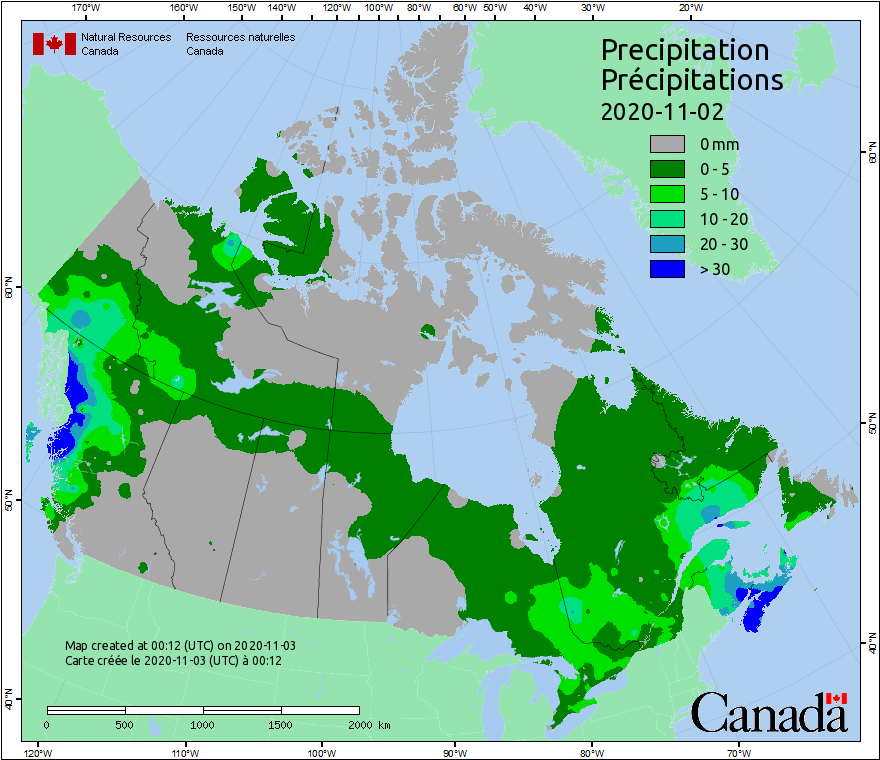 170°W 160°W 150°W 140°W 130°W 120°W 110°W 100°W 90°W 80°W 70°W 60°W 50°W 40°W 30°W 20°W
Natural Resources Ressources naturelles
Canada Canada
Precipitation
Précipitations
2020-11-02
0 mm
0 - 5
5 - 10
10 - 20
20 - 30
> 30
60°N
60°N
50°N
50°N
40°N
40°N
Map created at 00:12 (UTC) on 2020-11-03
Carte créée le 2020-11-03 (UTC) à 00:12
0 500 1000 1500 2000 km
Canada
120°W 110°W 100°W 90°W 80°W 70°W